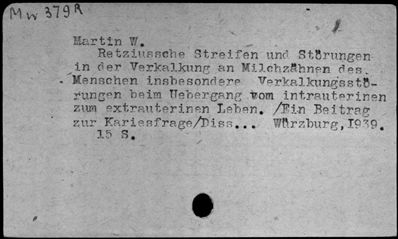 Mw 379R
Martin W.
Retziussche Streifen und Störungen
in der Verkalkung an Milchzähnen des
Menschen insbesondere Verkalkungsstö-
rungen beim Uebergang vom intrauterinen
zum extrauterinen Leben. /Ein Beitrag
zur Kariesfrage/Diss... Würzburg,1939.
15 S.